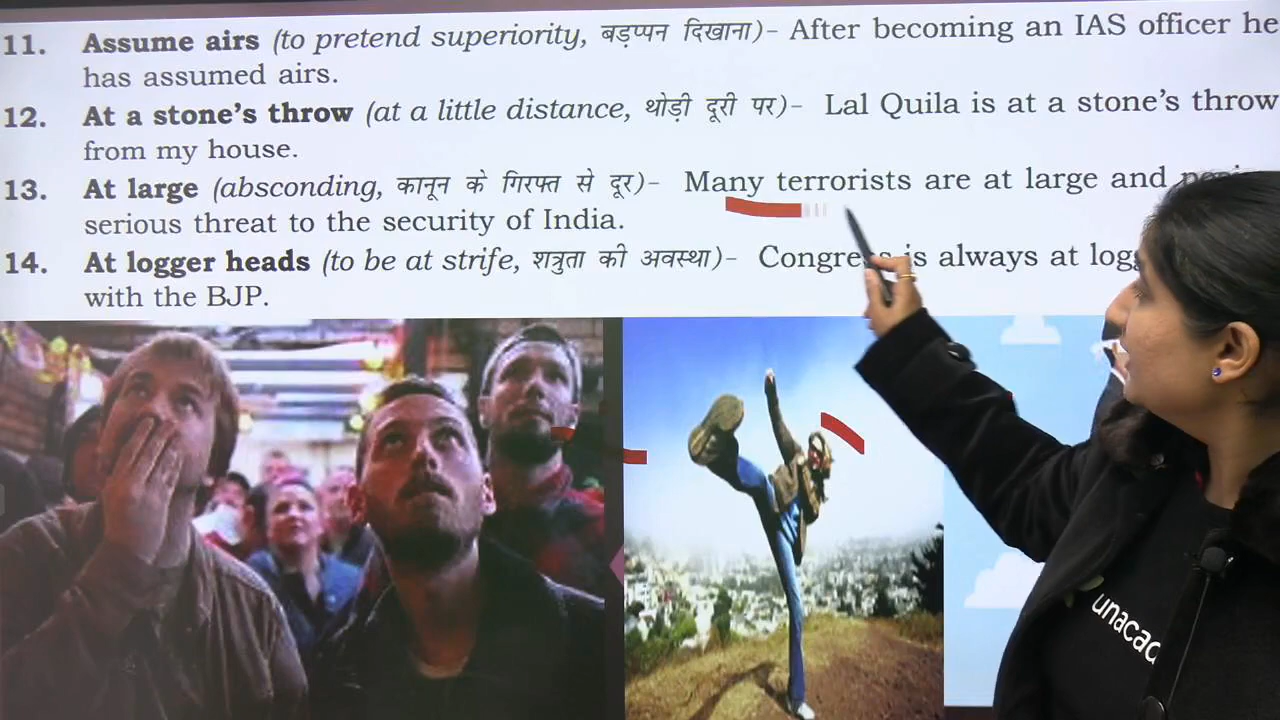 11. Assume airs (to pretend superiority, बड़प्पन दिखाना)- After becoming an IAS officer he
has assumed airs.
12. At a stone's throw (at a little distance, थोड़ी दूरी पर)- Lal Quila is at a stone's throw
from my house.
13. At large (absconding, कानून के गिरफ्त से दूर)- Many terrorists are at large and
serious threat to the security of India.
14. At logger heads (to be at strife, शत्रुता की अवस्था)- Congress is always at
with the BJP.
unacad